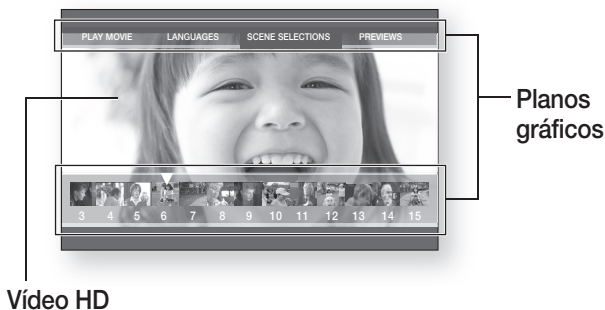 PLAY MOVIE LANGUAGES SCENE SELECTIONS PREVIEWS
Planos
gráficos
3 4 5 6 7 8 9 10 11 12 13 14 15
Vídeo HD